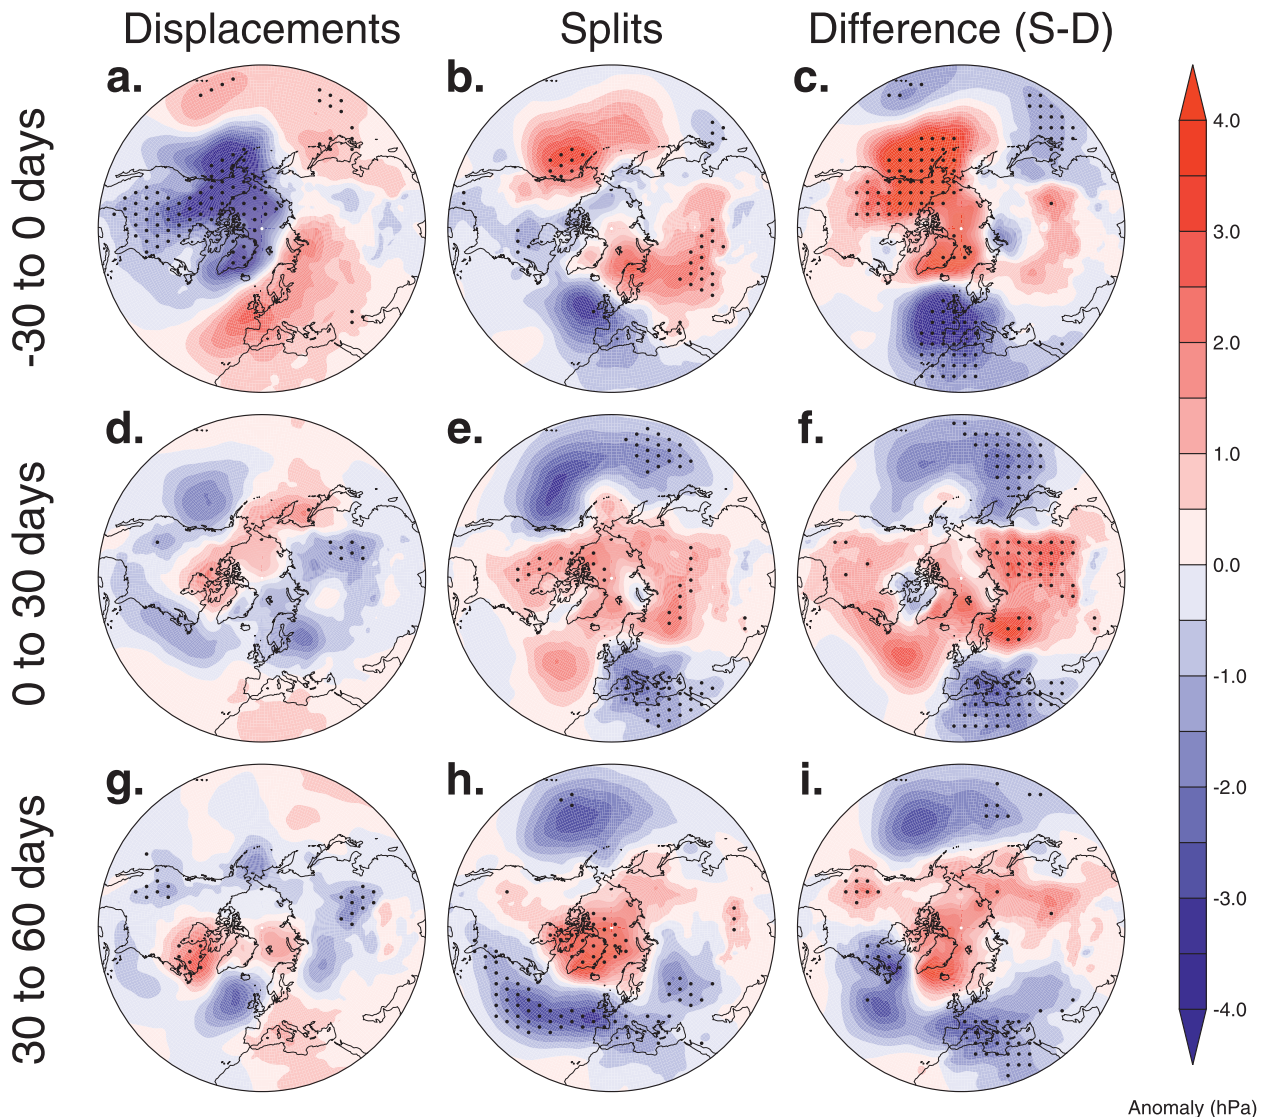 Displacements Splits Difference (S-D)
-30 to 0 days
a. b. c.
0 to 30 days
d. e. f.
30 to 60 days
g. h. i.
4.0
3.0
2.0
1.0
0.0
-1.0
-2.0
-3.0
-4.0
Anomaly (hPa)